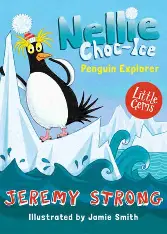 Nellie
Choc-Ice
Penguin Explorer
Little
Gems
JEREMY STRONG
Illustrated by Jamie Smith